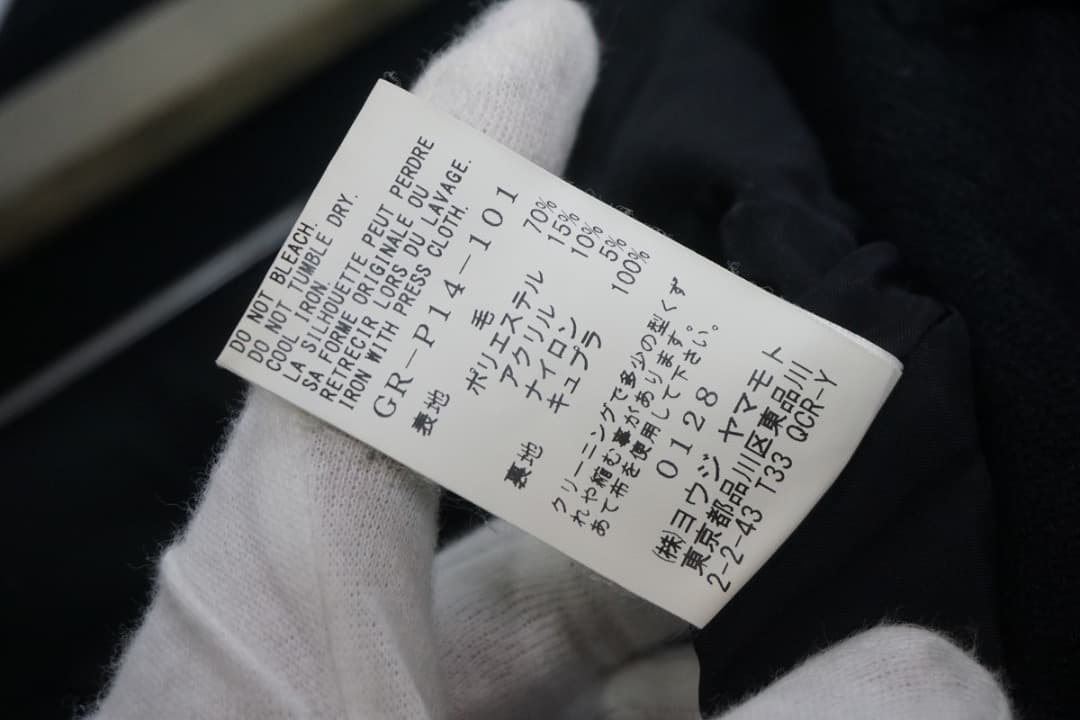 DO NOT BLEACH.
DO NOT TUMBLE DRY.
COOL IRON.
LA SILHOUETTE PEUT PERDRE
SA FORME ORIGINALE OU
RETRECIR LORS DU LAVAGE.
IRON WITH PRESS CLOTH.
GR-P14-101
表地 毛 70%
ポリエステル 15%
アクリル 10%
ナイロン 5%
裏地 キュプラ 100%
クリーニングで多少の型くず
れや縮む事があります。
あて布を使用して下さい。
0128
(株)ヨウジ ヤマモト
東京都品川区東品川
2-2-43 T33 QCR-Y